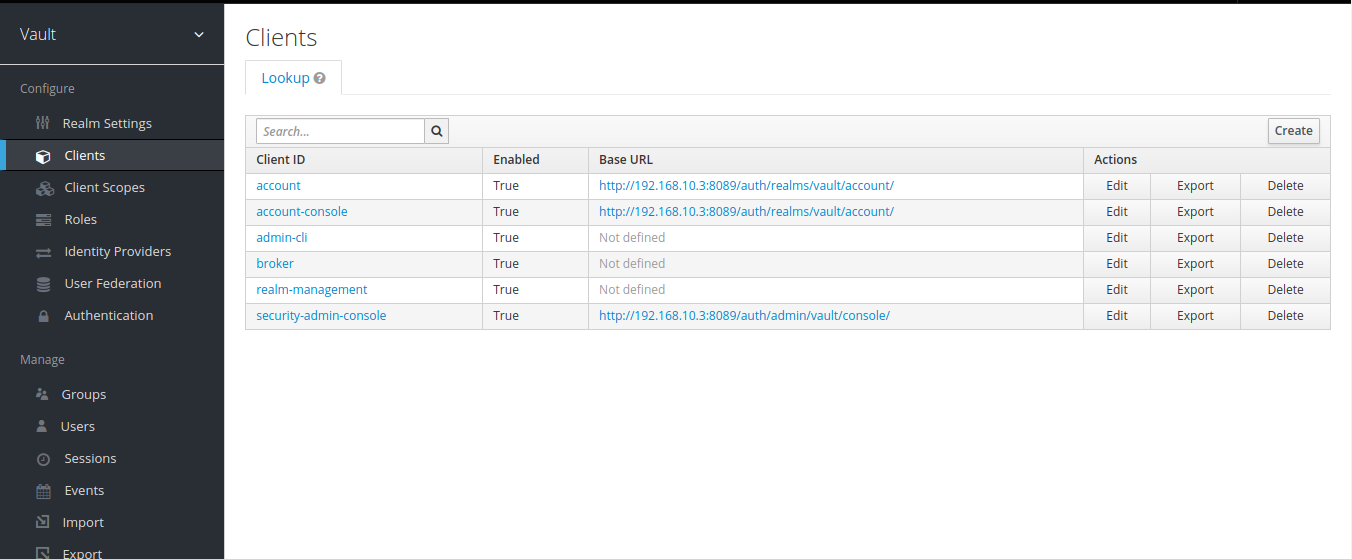 Vault
Configure
Realm Settings
Clients
Client Scopes
Roles
Identity Providers
User Federation
Authentication
Manage
Groups
Users
Sessions
Events
Import
Export
Clients
Lookup
Search...
Create
Client ID Enabled Base URL Actions
account True http://192.168.10.3:8089/auth/realms/vault/account/ Edit Export Delete
account-console True http://192.168.10.3:8089/auth/realms/vault/account/ Edit Export Delete
admin-cli True Not defined Edit Export Delete
broker True Not defined Edit Export Delete
realm-management True Not defined Edit Export Delete
security-admin-console True http://192.168.10.3:8089/auth/admin/vault/console/ Edit Export Delete